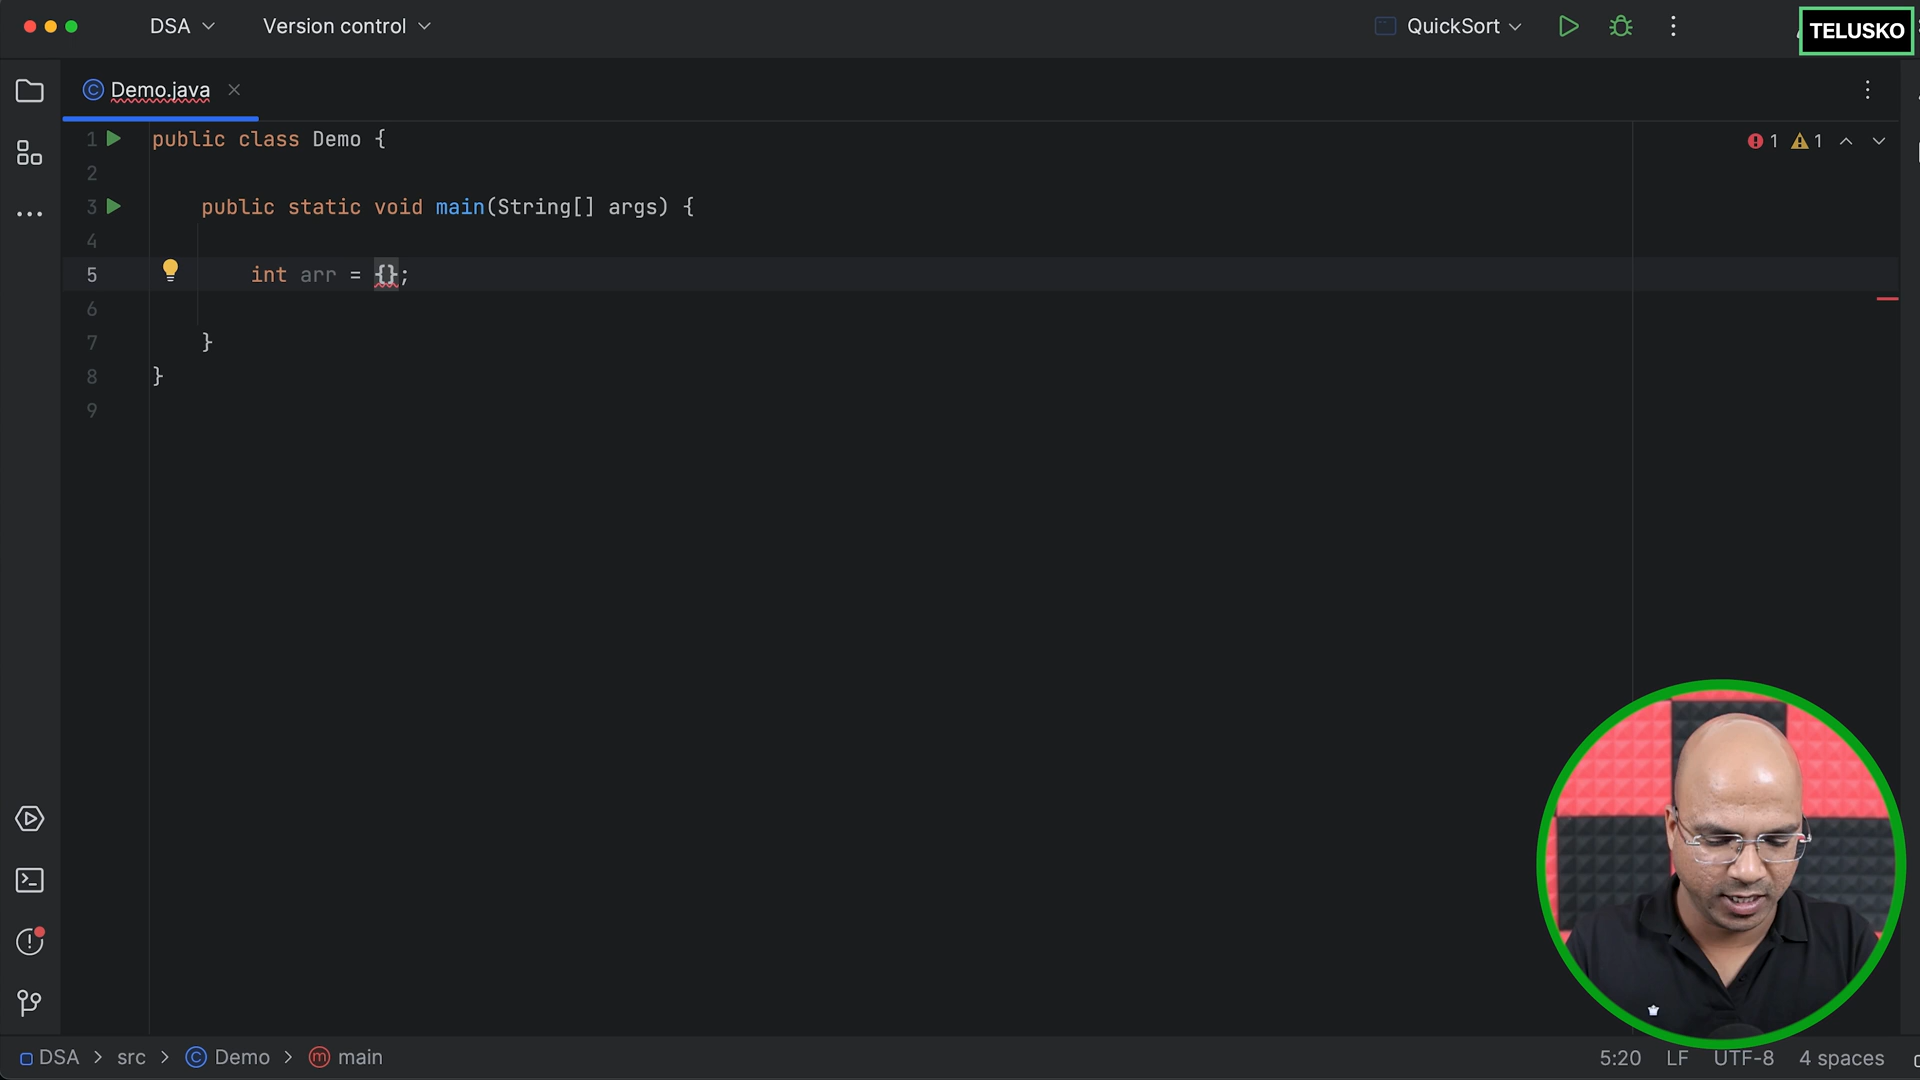 DSA
Version control
QuickSort
TELUSKO
Demo.java
1 public class Demo {
2
3 public static void main(String[] args) {
4
5 int arr = {};
6
7 }
8 }
9
1 1
DSA > src > Demo > main
5:20 LF UTF-8 4 spaces